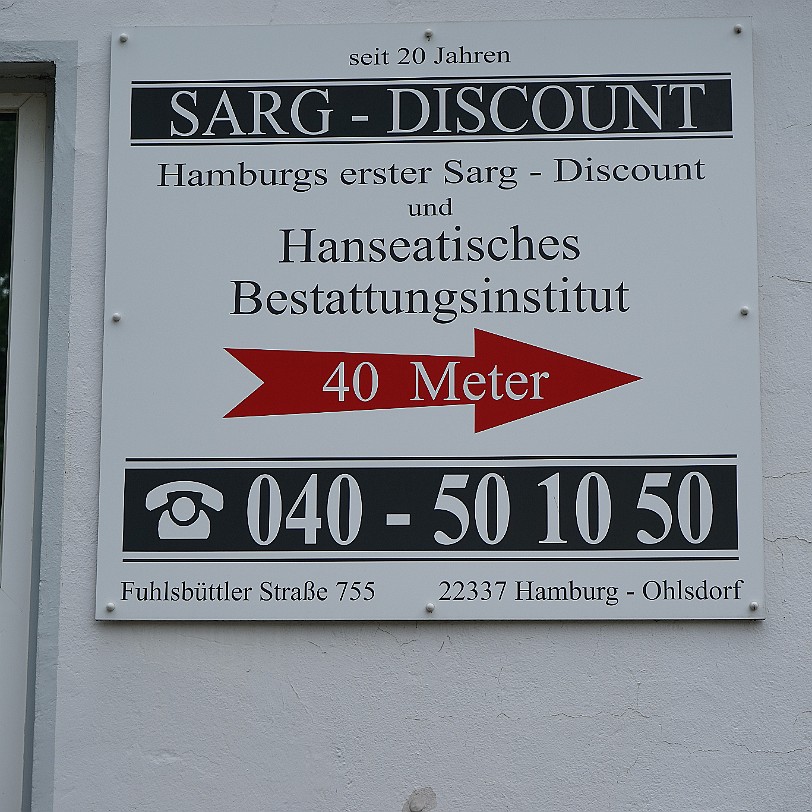 seit 20 Jahren
SARG - DISCOUNT
Hamburgs erster Sarg - Discount
und
Hanseatisches
Bestattungsinstitut
40 Meter
040 - 50 10 50
Fuhlsbüttler Straße 755 22337 Hamburg - Ohlsdorf